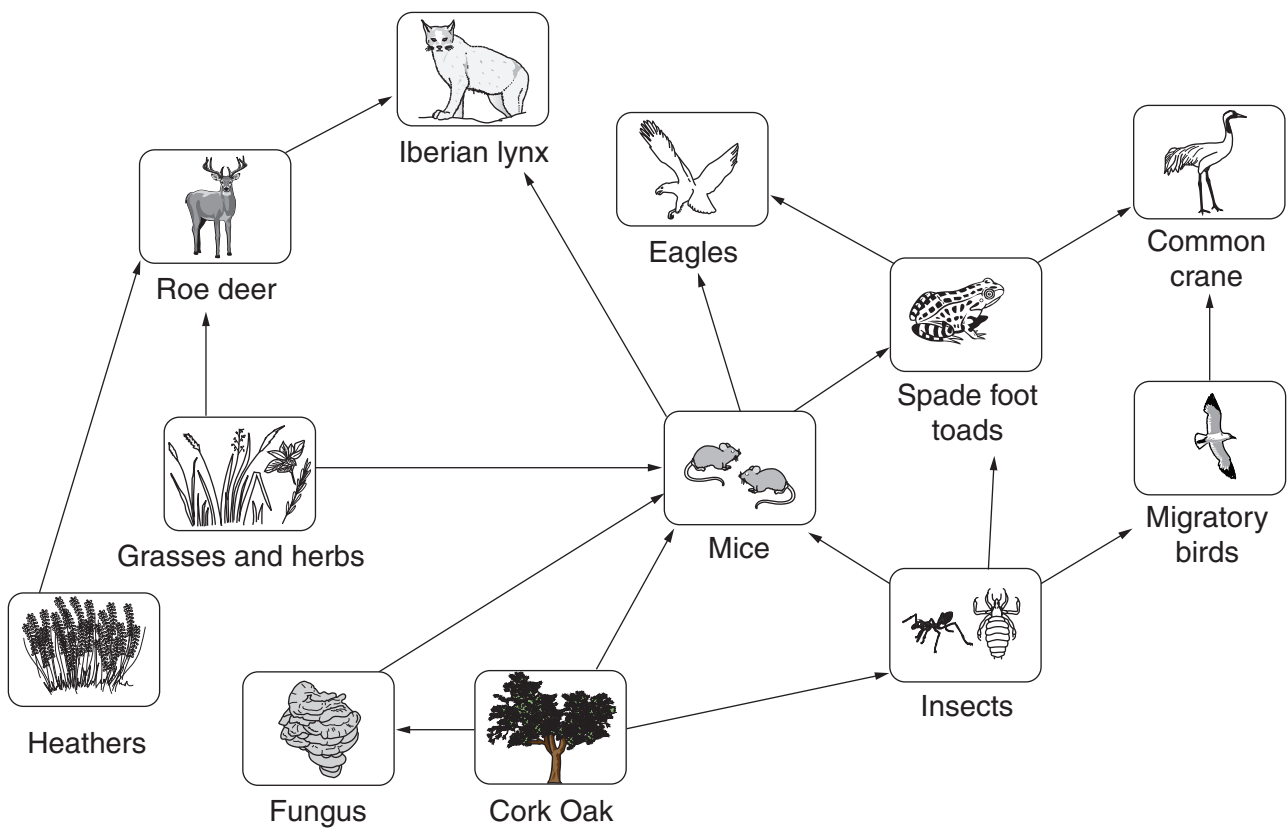 Iberian lynx
Eagles
Common
crane
Roe deer
Spade foot
toads
Migratory
birds
Mice
Grasses and herbs
Insects
Heathers
Fungus
Cork Oak